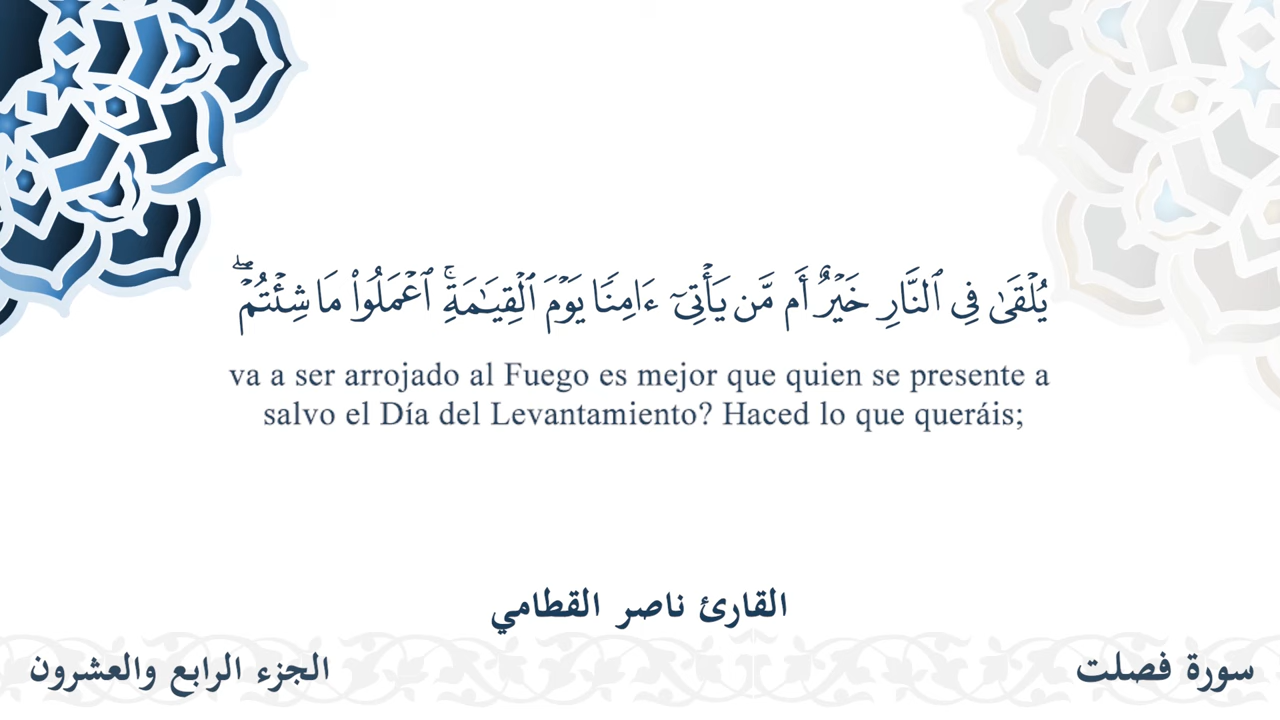 يُلۡقَىٰ فِي ٱلنَّارِ خَيۡرٌ أَم مَّن يَأۡتِيٓ ءَامِنٗا يَوۡمَ ٱلۡقِيَٰمَةِۚ ٱعۡمَلُواْ مَا شِئۡتُمۡۖ
va a ser arrojado al Fuego es mejor que quien se presente a
salvo el Día del Levantamiento? Haced lo que queráis;
القارئ ناصر القطامي
سورة فصلت
الجزء الرابع والعشرون